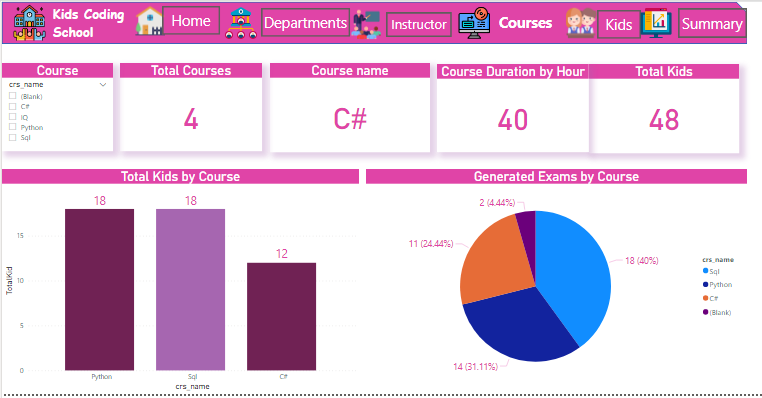 Kids Coding School
Home
Departments
Instructor
Courses
Kids
Summary
Course
crs_name
(Blank)
C#
IQ
Python
Sql
Total Courses
4
Course name
C#
Course Duration by Hour
40
Total Kids
48
Total Kids by Course
18
18
12
15
10
5
0
TotalKid
Python
Sql
C#
crs_name
Generated Exams by Course
2 (4.44%)
11 (24.44%)
18 (40%)
14 (31.11%)
crs_name
Sql
Python
C#
(Blank)